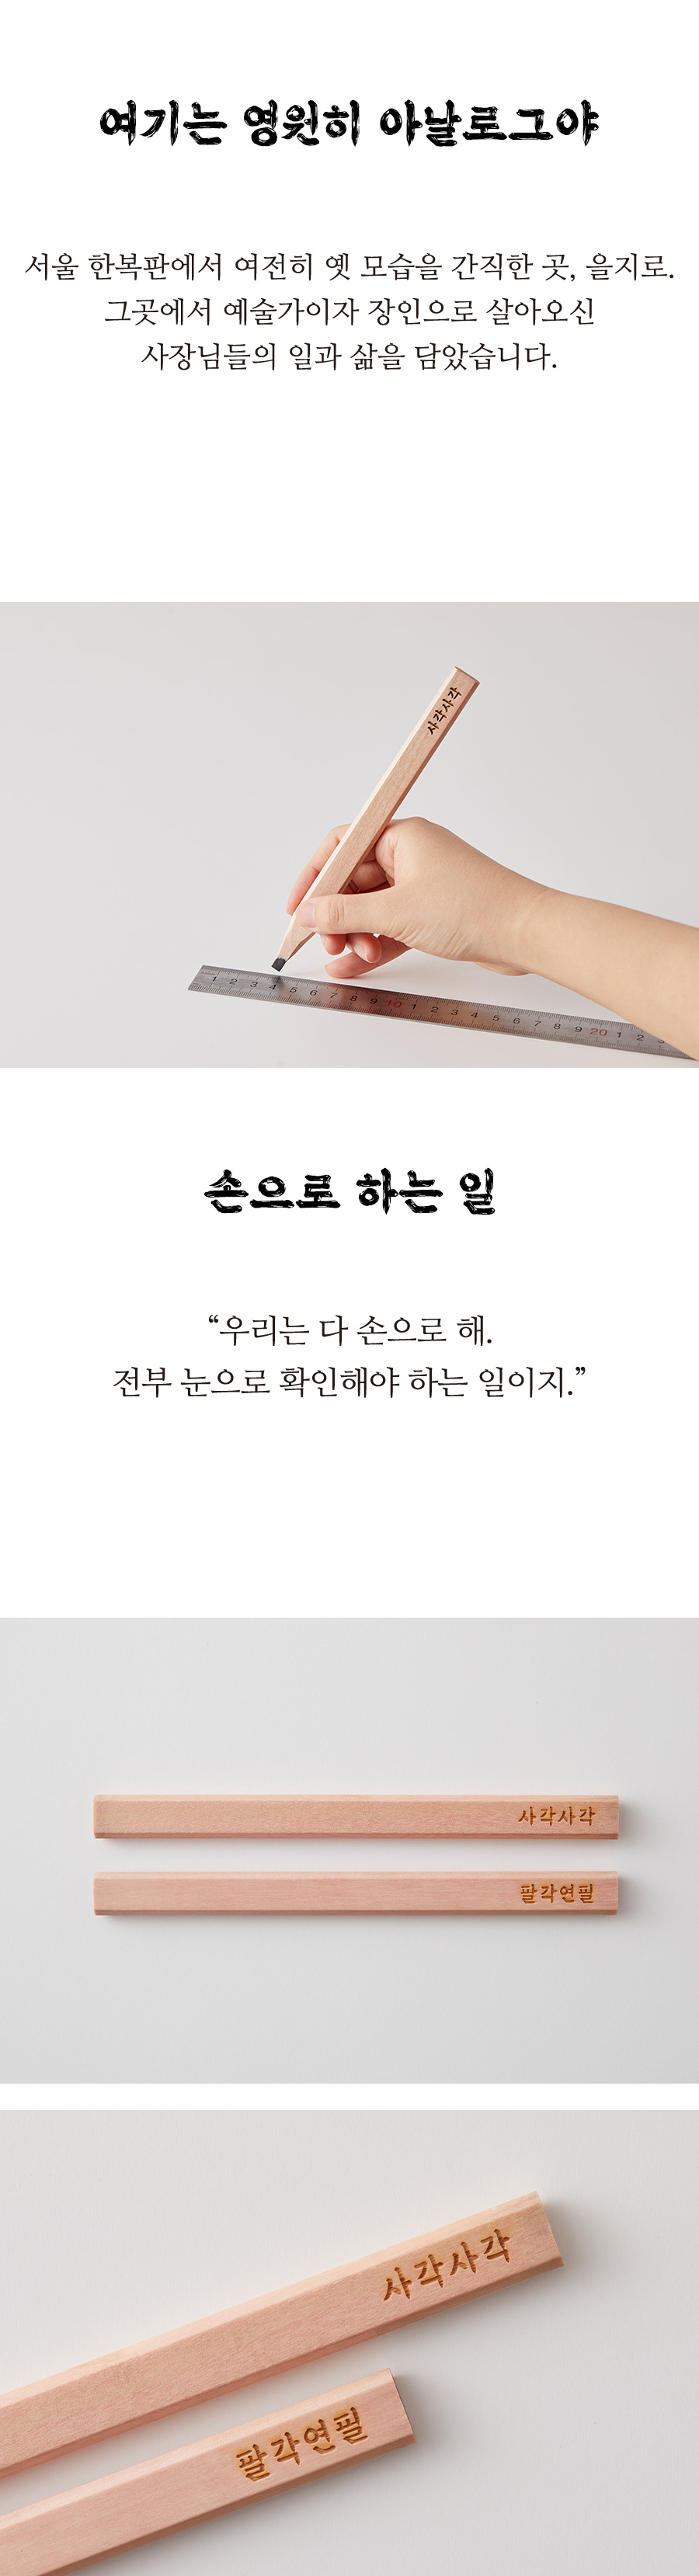 여기는 영원히 아날로그야
서울 한복판에서 여전히 옛 모습을 간직한 곳, 을지로.
그곳에서 예술가이자 장인으로 살아오신
사장님들의 일과 삶을 담았습니다.
사각사각
1 2 3 4 5 6 7 8 9 10 1 2 3 4 5 6 7 8 9 20 1 2
손으로 하는 일
“우리는 다 손으로 해.
전부 눈으로 확인해야 하는 일이지.”
사각사각
팔각연필
사각사각
팔각연필